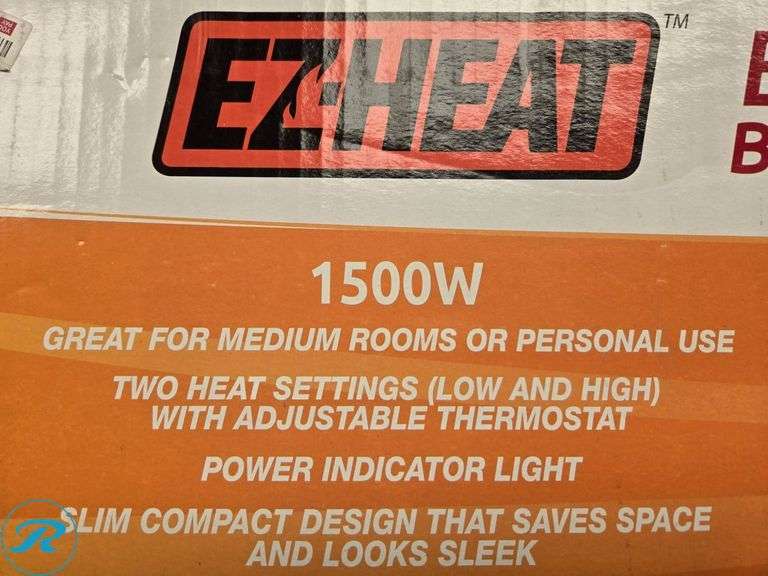 EZ-HEAT™
B
1500W
GREAT FOR MEDIUM ROOMS OR PERSONAL USE
TWO HEAT SETTINGS (LOW AND HIGH)
WITH ADJUSTABLE THERMOSTAT
POWER INDICATOR LIGHT
SLIM COMPACT DESIGN THAT SAVES SPACE
AND LOOKS SLEEK
R